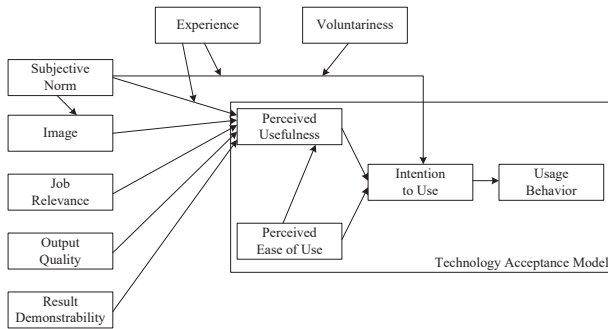 Experience
Voluntariness
Subjective
Norm
Image
Perceived
Usefulness
Job
Relevance
Intention
to Use
Usage
Behavior
Output
Quality
Perceived
Ease of Use
Technology Acceptance Model
Result
Demonstrability